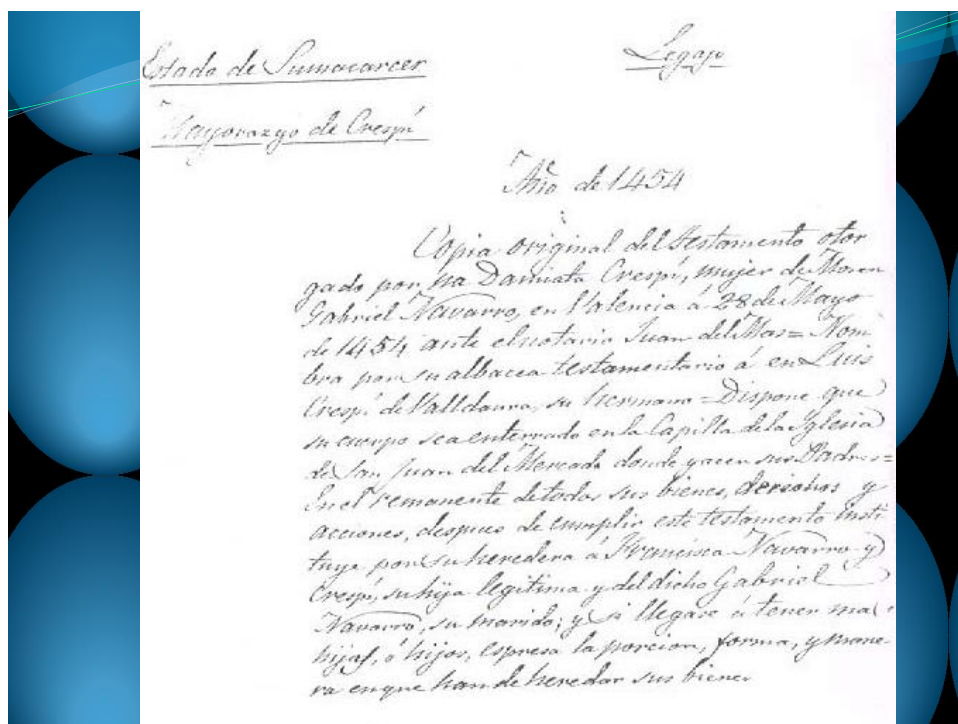 Estado de Sumacarcer
Legajo
Mayorazgo de Crespí
Año de 1454
Copia original del testamento otor
gado por na Damiata Crespí, mujer de Mosen
Gabriel Navarro, en Valencia á 28 de Mayo
de 1454 ante el notario Juan del Mas = Nom
bra por su albacea testamentario á en Luis
Crespí de Valldaura, su hermano = Dispone que
su cuerpo sea enterrado en la Capilla de la Iglesia
de San Juan del Mercado donde yacen sus Padres =
En el remanente de todos sus bienes, derechos y
acciones, despues de cumplir este testamento insti
tuye por su heredera á Francisca Navarro y
Crespí, su hija legitima y del dicho Gabriel
Navarro, su marido; y si llegase á tener mas
hijas, ó hijos, espresa la porcion, forma, y mane-
ra en que han de heredar sus bienes